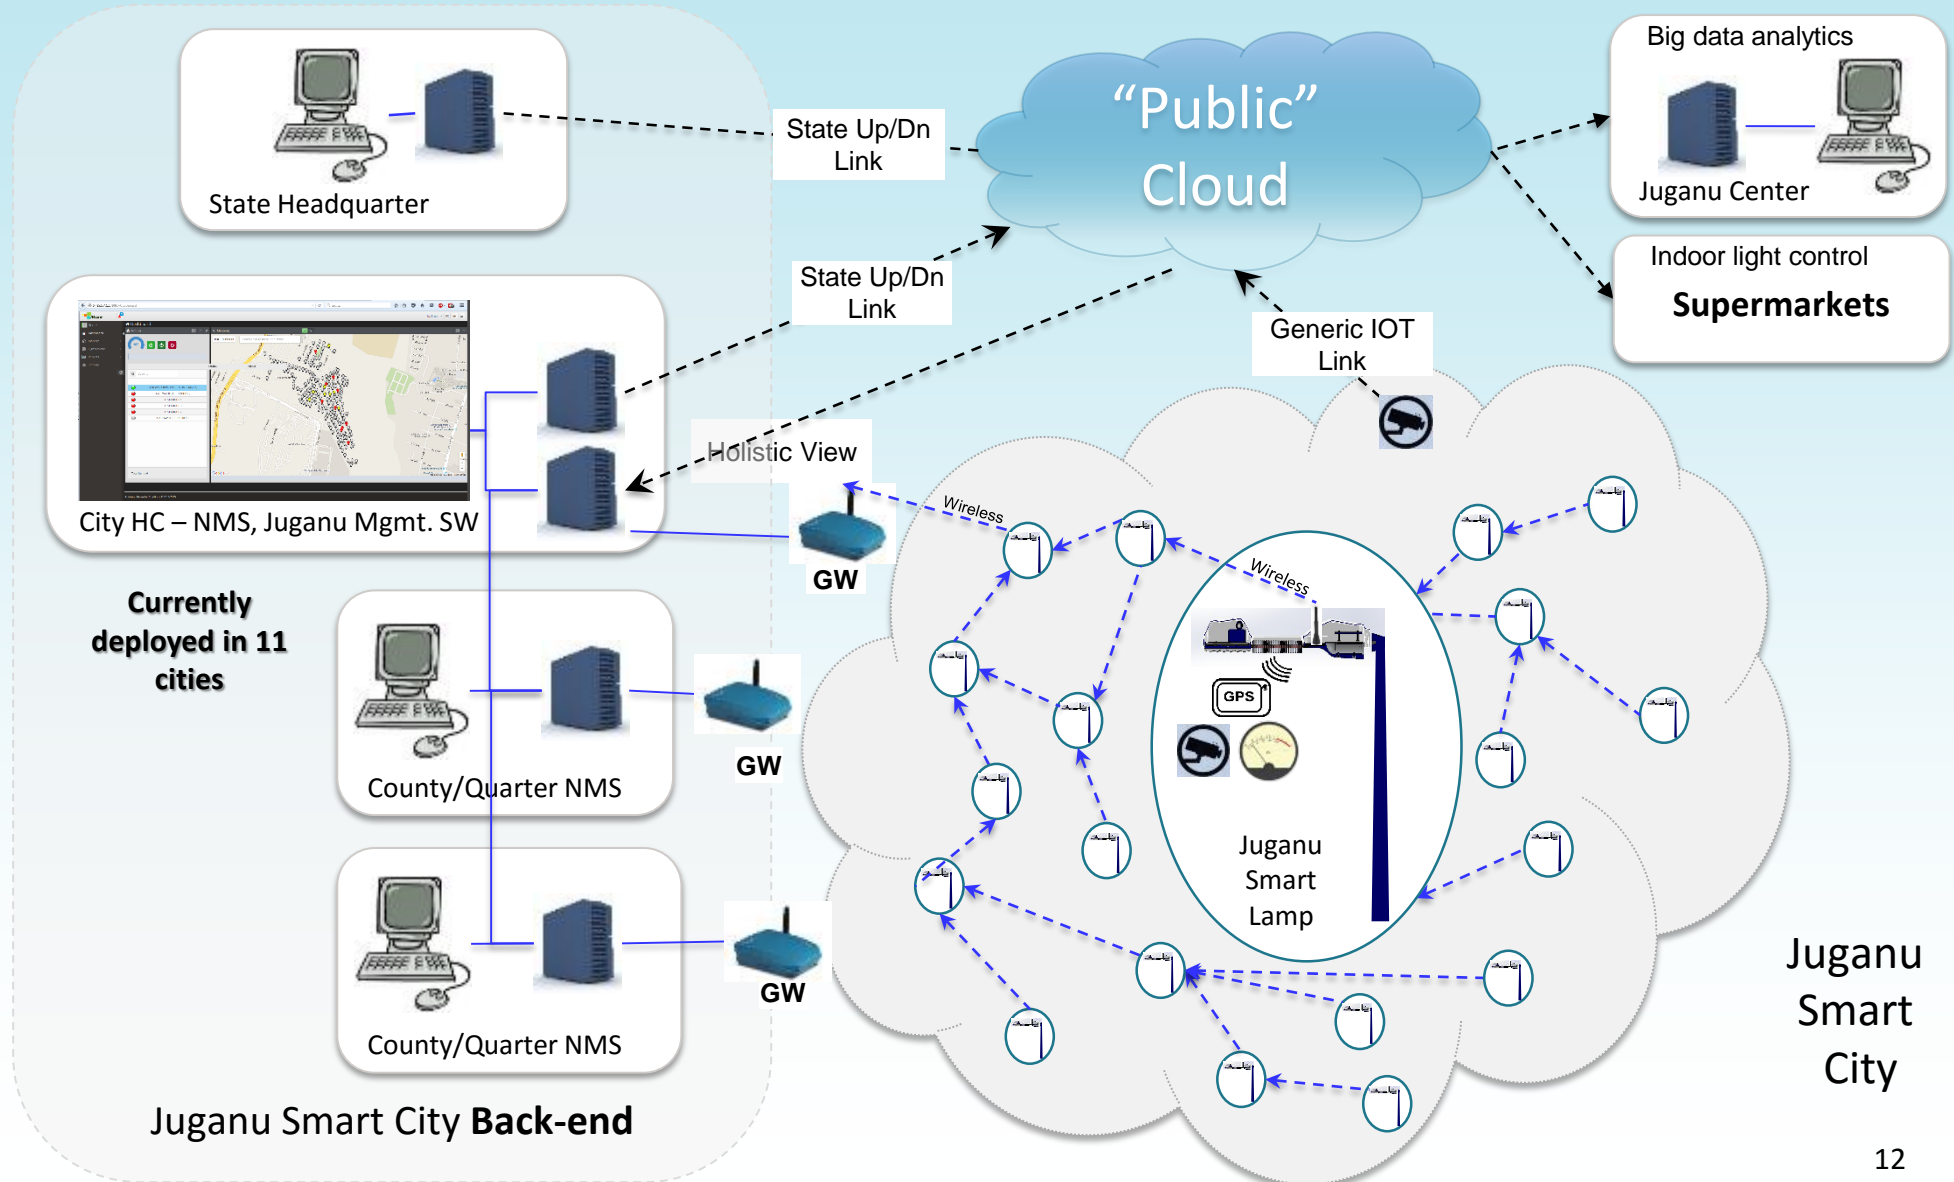 Big data analytics
“Public”
Cloud
State Up/Dn
Link
State Headquarter
Juganu Center
Indoor light control
Supermarkets
State Up/Dn
Link
Generic IOT
Link
Holistic View
City HC – NMS, Juganu Mgmt. SW
Wireless
GW
Wireless
Currently
deployed in 11
cities
GPS
GW
County/Quarter NMS
Juganu
Smart
Lamp
GW
County/Quarter NMS
Juganu
Smart
City
Juganu Smart City Back-end
12